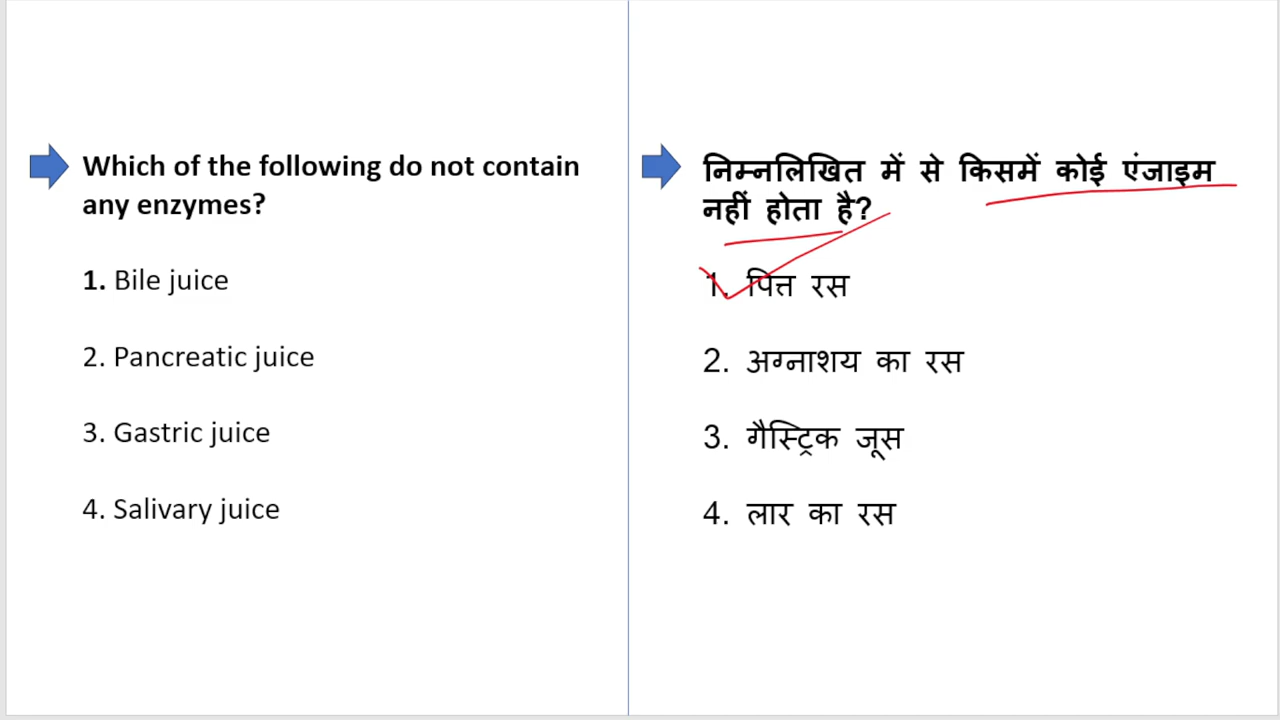 Which of the following do not contain
any enzymes?
1. Bile juice
2. Pancreatic juice
3. Gastric juice
4. Salivary juice
निम्नलिखित में से किसमें कोई एंजाइम
नहीं होता है?
1. पित्त रस
2. अग्नाशय का रस
3. गैस्ट्रिक जूस
4. लार का रस